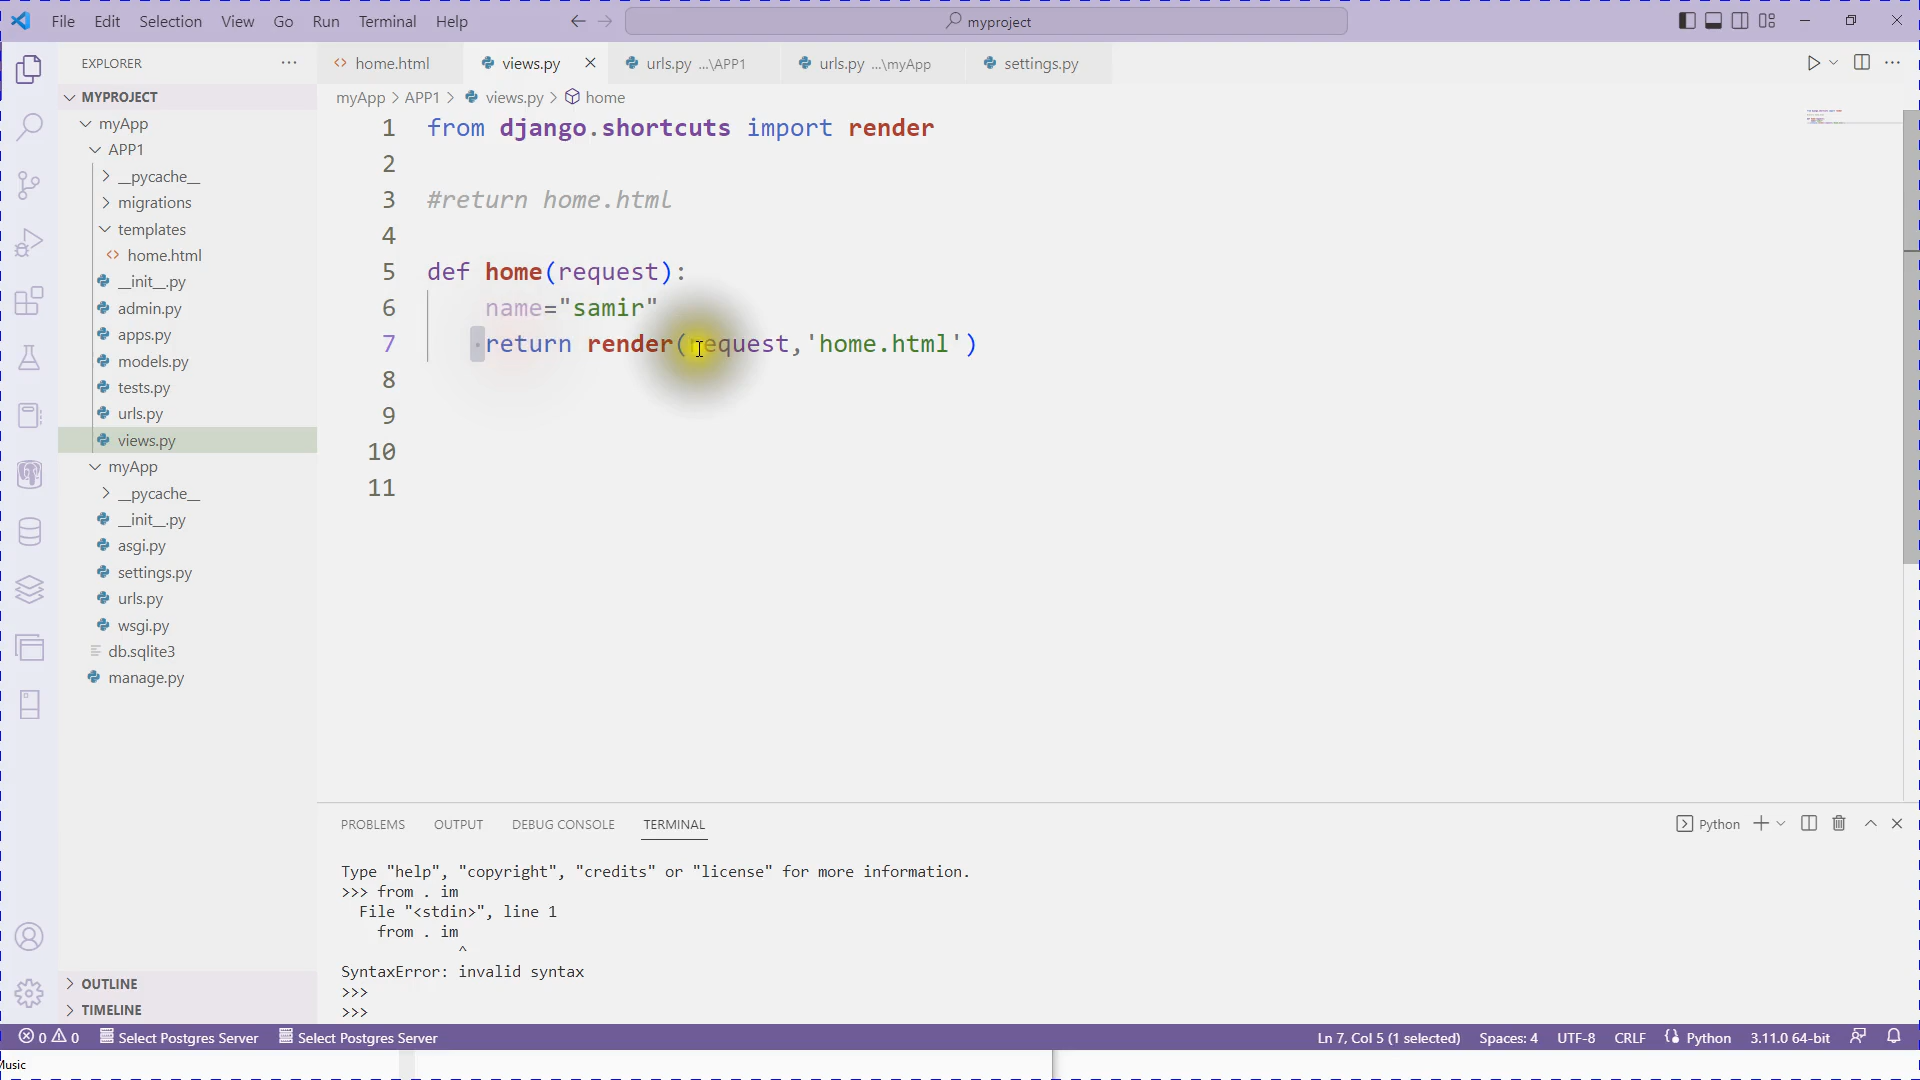 File Edit Selection View Go Run Terminal Help
myproject
EXPLORER
MYPROJECT
myApp
APP1
__pycache__
migrations
templates
home.html
__init__.py
admin.py
apps.py
models.py
tests.py
urls.py
views.py
myApp
__pycache__
__init__.py
asgi.py
settings.py
urls.py
wsgi.py
db.sqlite3
manage.py
OUTLINE
TIMELINE
home.html views.py urls.py ...\APP1 urls.py ...\myApp settings.py
myApp > APP1 > views.py > home
1 from django.shortcuts import render
2
3 #return home.html
4
5 def home(request):
6 name="samir"
7 return render(request,'home.html')
8
9
10
11
PROBLEMS OUTPUT DEBUG CONSOLE TERMINAL
Python
Type "help", "copyright", "credits" or "license" for more information.
>>> from . im
File "<stdin>", line 1
from . im
^
SyntaxError: invalid syntax
>>>
>>>
0 0 Select Postgres Server Select Postgres Server
Ln 7, Col 5 (1 selected) Spaces: 4 UTF-8 CRLF Python 3.11.0 64-bit